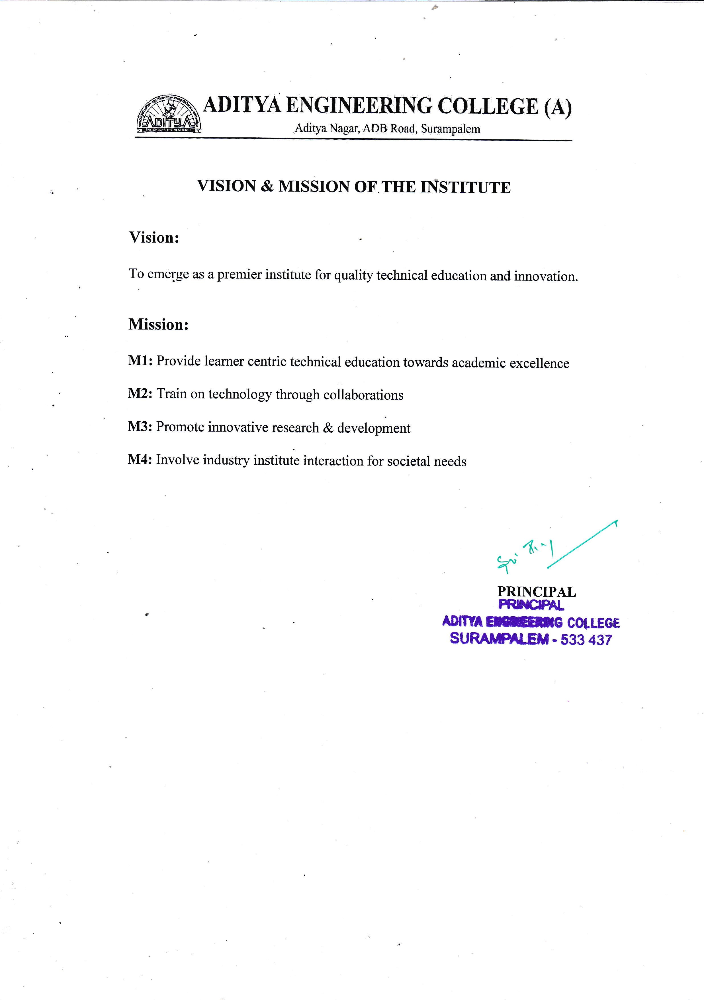 ADITYA ENGINEERING COLLEGE (A)
ADITYA
ENLIGHTENS THE NESCIENCE
Aditya Nagar, ADB Road, Surampalem
VISION & MISSION OF THE INSTITUTE
Vision:
To emerge as a premier institute for quality technical education and innovation.
Mission:
M1: Provide learner centric technical education towards academic excellence
M2: Train on technology through collaborations
M3: Promote innovative research & development
M4: Involve industry institute interaction for societal needs
PRINCIPAL
PRINCIPAL
ADITYA ENGINEERING COLLEGE
SURAMPALEM - 533 437